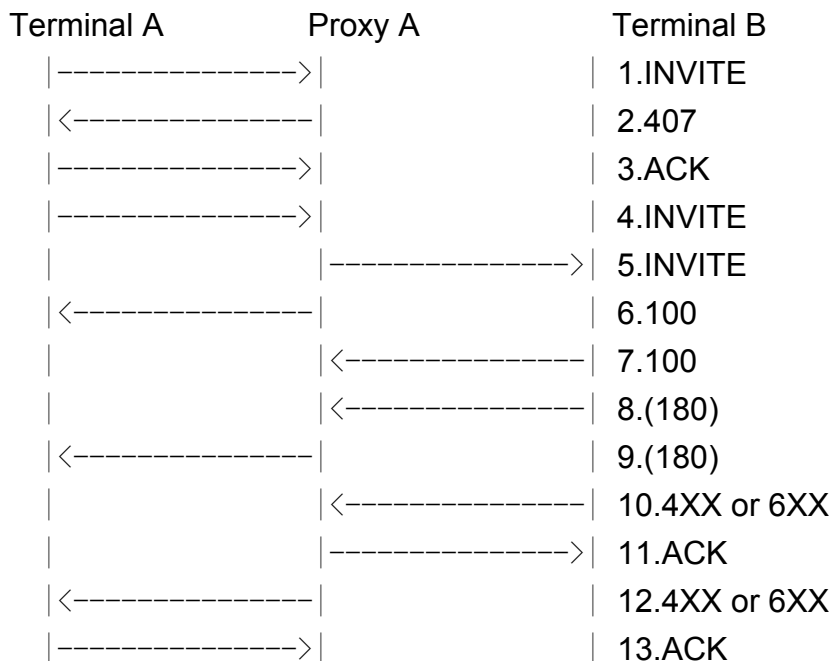 Terminal A Proxy A Terminal B
|--------------->| | 1.INVITE
|<---------------| | 2.407
|--------------->| | 3.ACK
|--------------->| | 4.INVITE
| |--------------->| 5.INVITE
|<---------------| | 6.100
| |<---------------| 7.100
| |<---------------| 8.(180)
|<---------------| | 9.(180)
| |<---------------| 10.4XX or 6XX
| |--------------->| 11.ACK
|<---------------| | 12.4XX or 6XX
|--------------->| | 13.ACK